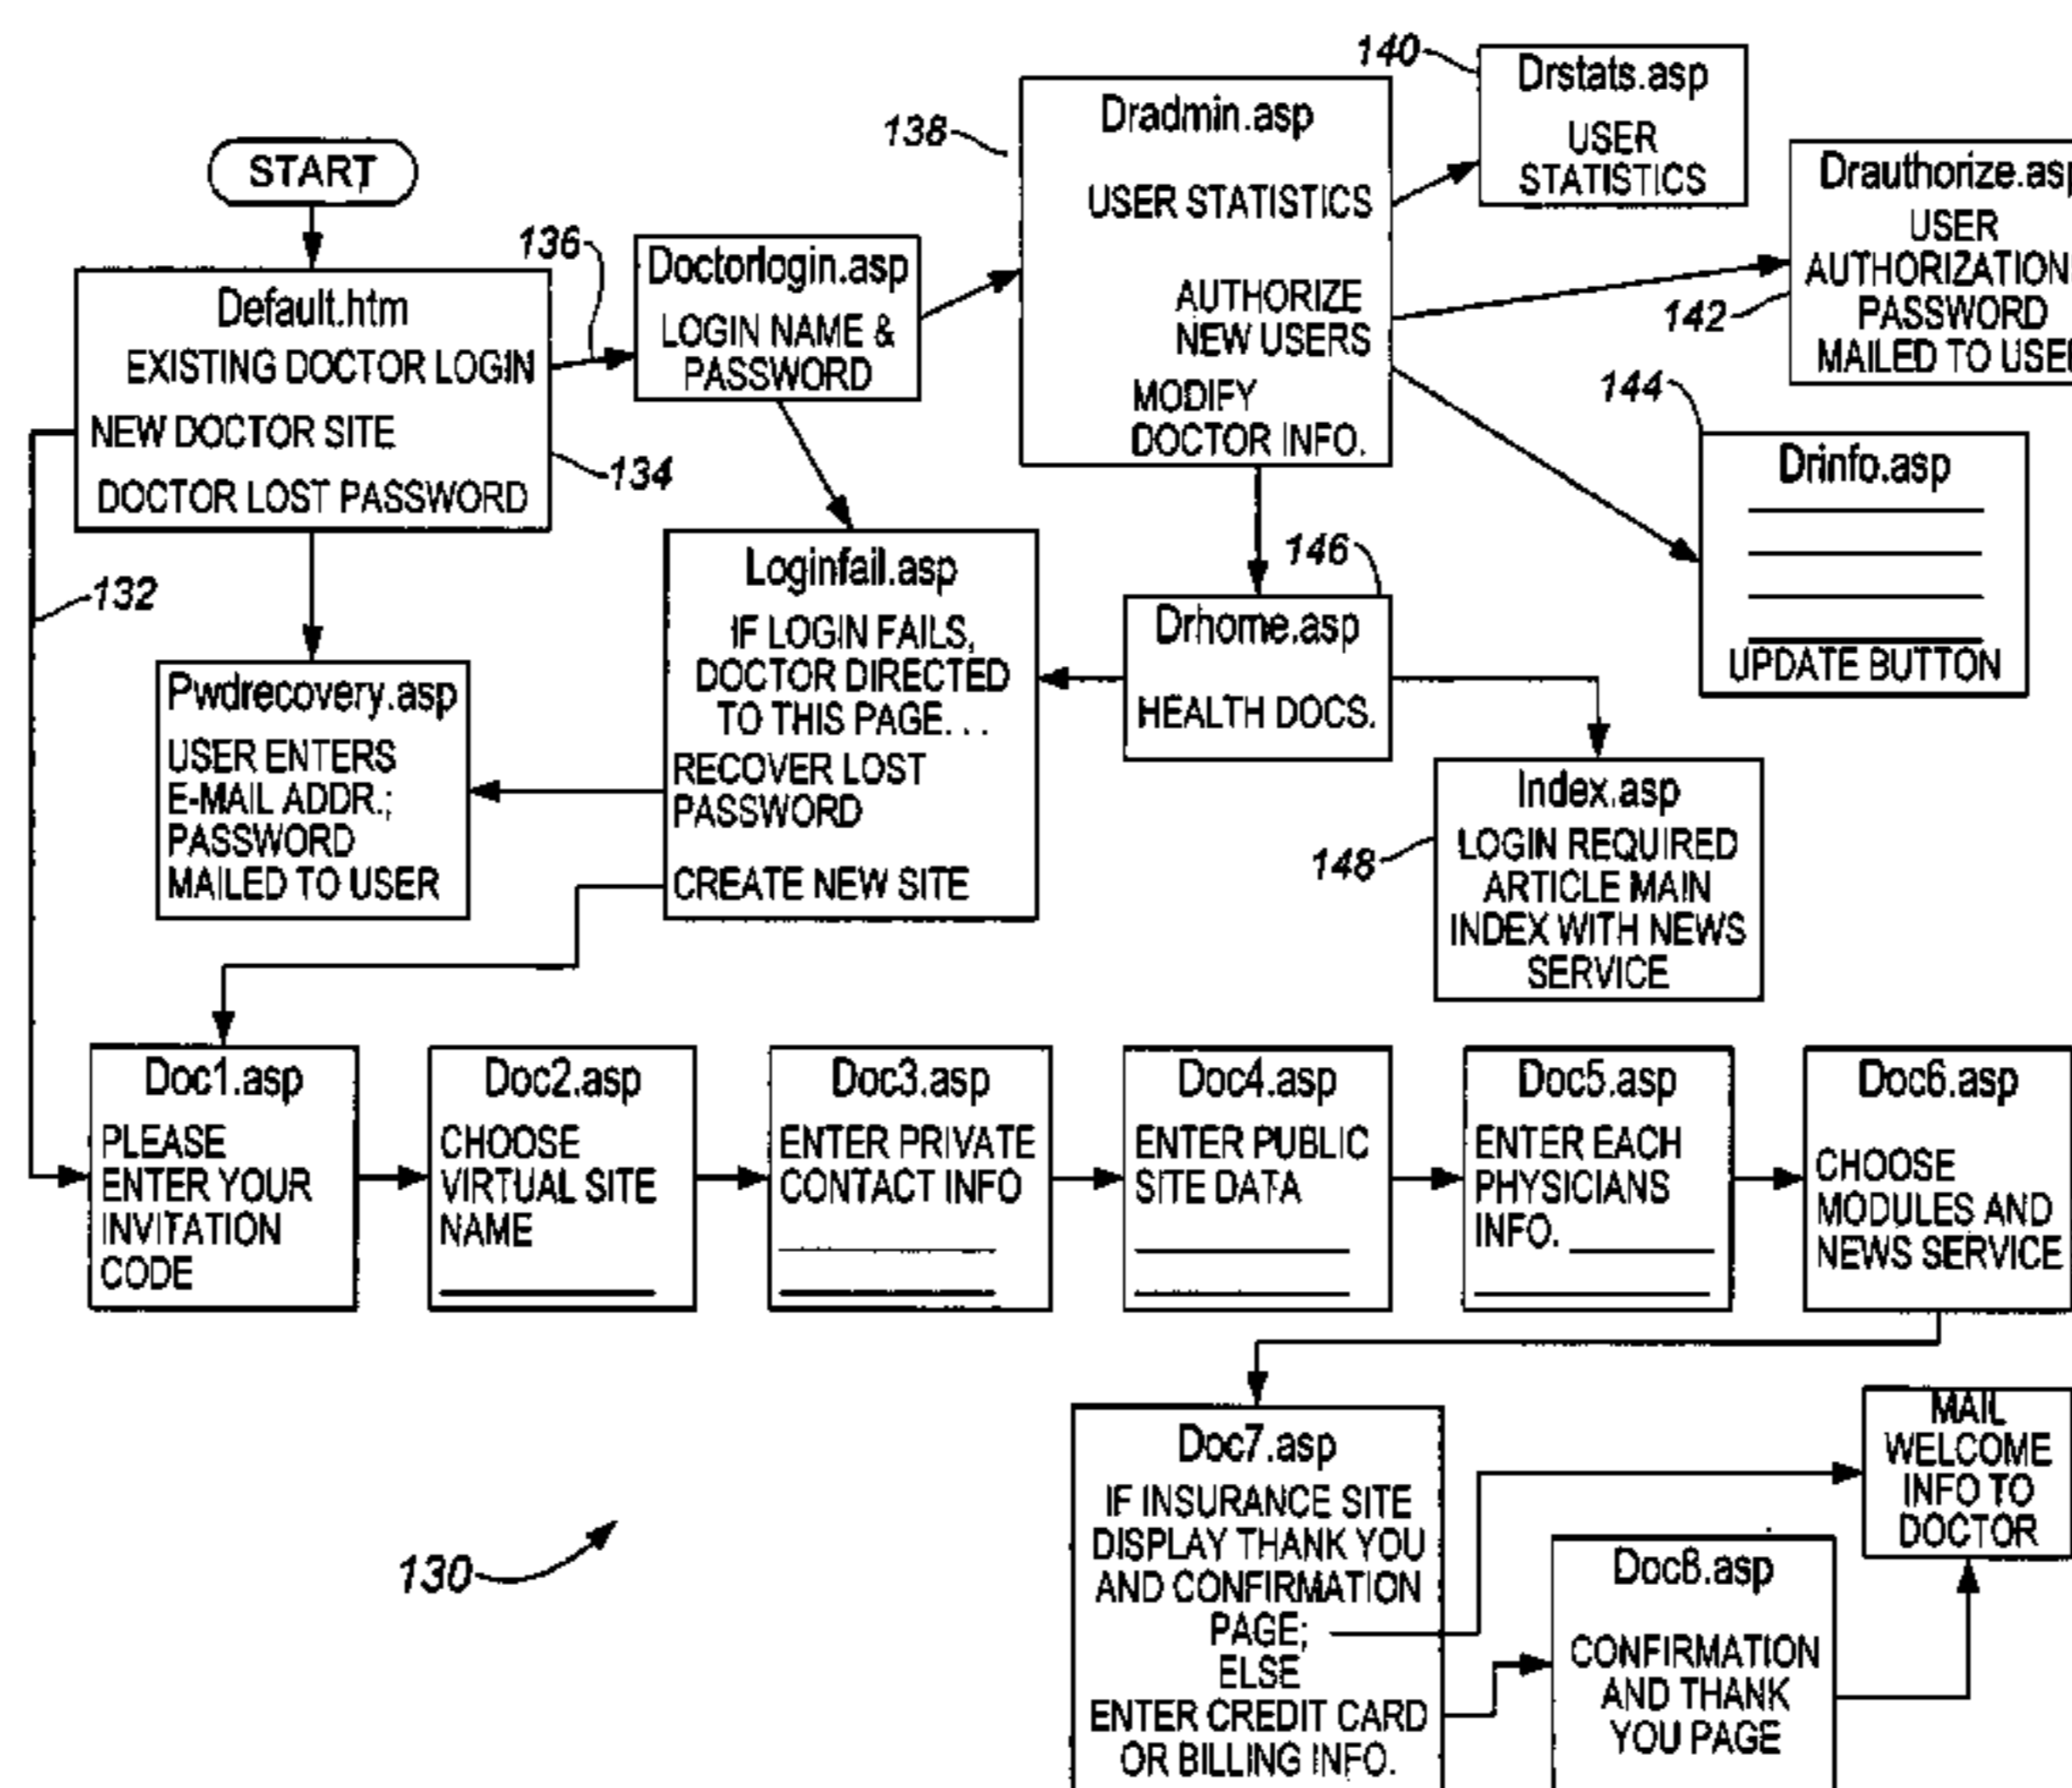 START
Default.htm
EXISTING DOCTOR LOGIN
NEW DOCTOR SITE
DOCTOR LOST PASSWORD
134
132
136
Doctorlogin.asp
LOGIN NAME &
PASSWORD
138
Dradmin.asp
USER STATISTICS
AUTHORIZE
NEW USERS
MODIFY
DOCTOR INFO.
140
Drstats.asp
USER
STATISTICS
142
Drauthorize.asp
USER
AUTHORIZATION
PASSWORD
MAILED TO USER
144
Drinfo.asp
UPDATE BUTTON
Pwdrecovery.asp
USER ENTERS
E-MAIL ADDR.;
PASSWORD
MAILED TO USER
Loginfail.asp
IF LOGIN FAILS,
DOCTOR DIRECTED
TO THIS PAGE...
RECOVER LOST
PASSWORD
CREATE NEW SITE
146
Drhome.asp
HEALTH DOCS.
148
Index.asp
LOGIN REQUIRED
ARTICLE MAIN
INDEX WITH NEWS
SERVICE
Doc1.asp
PLEASE
ENTER YOUR
INVITATION
CODE
Doc2.asp
CHOOSE
VIRTUAL SITE
NAME
Doc3.asp
ENTER PRIVATE
CONTACT INFO
Doc4.asp
ENTER PUBLIC
SITE DATA
Doc5.asp
ENTER EACH
PHYSICIANS
INFO.
Doc6.asp
CHOOSE
MODULES AND
NEWS SERVICE
Doc7.asp
IF INSURANCE SITE
DISPLAY THANK YOU
AND CONFIRMATION
PAGE;
ELSE
ENTER CREDIT CARD
OR BILLING INFO.
Doc8.asp
CONFIRMATION
AND THANK
YOU PAGE
MAIL
WELCOME
INFO TO
DOCTOR
130